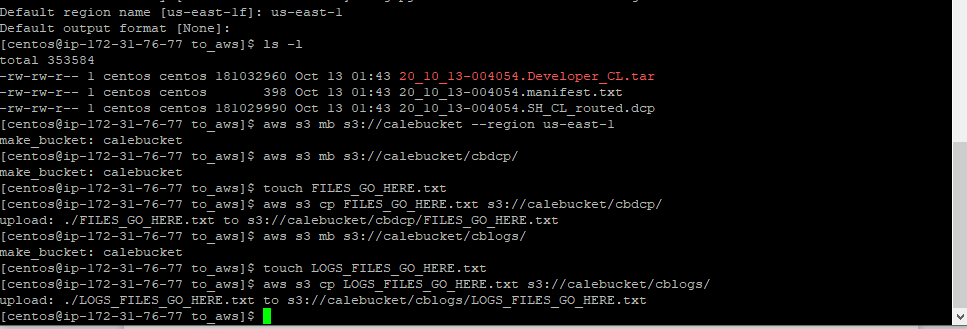 Default region name [us-east-1f]: us-east-1
Default output format [None]:
[centos@ip-172-31-76-77 to_aws]$ ls -l
total 353584
-rw-rw-r-- 1 centos centos 181032960 Oct 13 01:43 20_10_13-004054.Developer_CL.tar
-rw-rw-r-- 1 centos centos       398 Oct 13 01:43 20_10_13-004054.manifest.txt
-rw-rw-r-- 1 centos centos 181029990 Oct 13 01:43 20_10_13-004054.SH_CL_routed.dcp
[centos@ip-172-31-76-77 to_aws]$ aws s3 mb s3://calebucket --region us-east-1
make_bucket: calebucket
[centos@ip-172-31-76-77 to_aws]$ aws s3 mb s3://calebucket/cbdcp/
make_bucket: calebucket
[centos@ip-172-31-76-77 to_aws]$ touch FILES_GO_HERE.txt
[centos@ip-172-31-76-77 to_aws]$ aws s3 cp FILES_GO_HERE.txt s3://calebucket/cbdcp/
upload: ./FILES_GO_HERE.txt to s3://calebucket/cbdcp/FILES_GO_HERE.txt
[centos@ip-172-31-76-77 to_aws]$ aws s3 mb s3://calebucket/cblogs/
make_bucket: calebucket
[centos@ip-172-31-76-77 to_aws]$ touch LOGS_FILES_GO_HERE.txt
[centos@ip-172-31-76-77 to_aws]$ aws s3 cp LOGS_FILES_GO_HERE.txt s3://calebucket/cblogs/
upload: ./LOGS_FILES_GO_HERE.txt to s3://calebucket/cblogs/LOGS_FILES_GO_HERE.txt
[centos@ip-172-31-76-77 to_aws]$